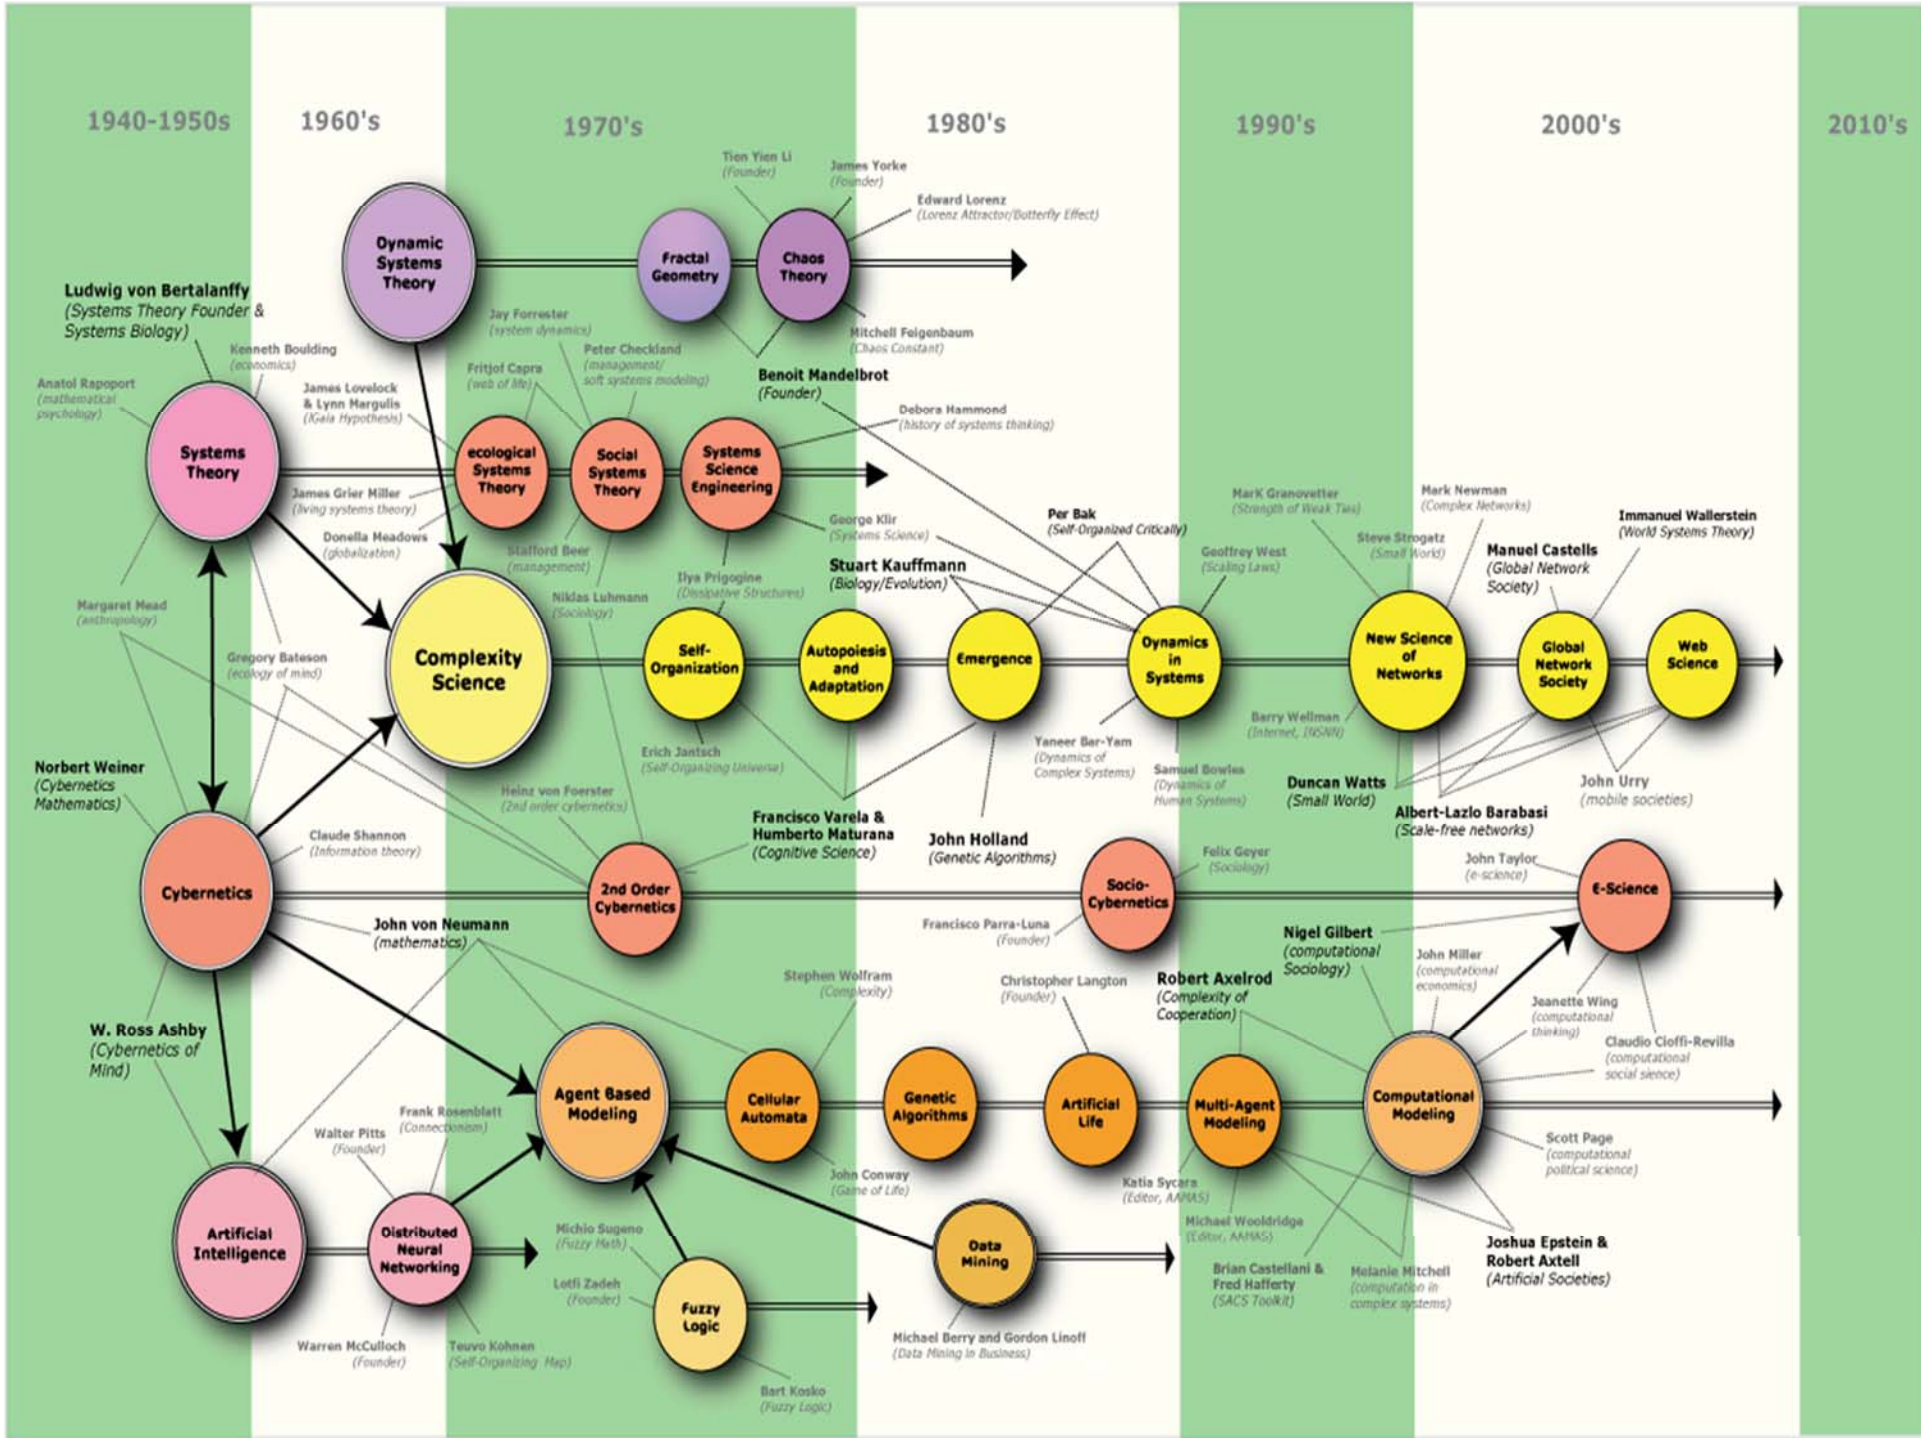 1940-1950s
1960's
1970's
1980's
1990's
2000's
2010's
Tien Yien Li
(Founder)
James Yorke
(Founder)
Edward Lorenz
(Lorenz Attractor/Butterfly Effect)
Dynamic
Systems
Theory
Fractal
Geometry
Chaos
Theory
Mitchell Feigenbaum
(Chaos Constant)
Benoit Mandelbrot
(Founder)
Ludwig von Bertalanffy
(Systems Theory Founder &
Systems Biology)
Kenneth Boulding
(economics)
Anatol Rapoport
(mathematical
psychology)
James Lovelock
& Lynn Margulis
(Gaia Hypothesis)
Jay Forrester
(system dynamics)
Fritjof Capra
(web of life)
Peter Checkland
(management/
soft systems modeling)
Debora Hammond
(history of systems thinking)
Systems
Theory
ecological
Systems
Theory
Social
Systems
Theory
Systems
Science
Engineering
James Grier Miller
(living systems theory)
Donella Meadows
(globalization)
Stafford Beer
(management)
Niklas Luhmann
(Sociology)
Ilya Prigogine
(Dissipative Structures)
George Klir
(Systems Science)
Stuart Kauffmann
(Biology/Evolution)
Per Bak
(Self-Organized Critically)
Geoffrey West
(Scaling Laws)
MarK Granovetter
(Strength of Weak Ties)
Steve Strogatz
(Small World)
Mark Newman
(Complex Networks)
Manuel Castells
(Global Network
Society)
Immanuel Wallerstein
(World Systems Theory)
Margaret Mead
(anthropology)
Gregory Bateson
(ecology of mind)
Complexity
Science
Self-
Organization
Autopoiesis
and
Adaptation
Emergence
Dynamics
in
Systems
New Science
of
Networks
Global
Network
Society
Web
Science
Erich Jantsch
(Self-Organizing Universe)
Yaneer Bar-Yam
(Dynamics of
Complex Systems)
Samuel Bowles
(Dynamics of
Human Systems)
Barry Wellman
(Internet, INSNN)
Duncan Watts
(Small World)
Albert-Lazlo Barabasi
(Scale-free networks)
John Urry
(mobile societies)
Norbert Weiner
(Cybernetics
Mathematics)
Heinz von Foerster
(2nd order cybernetics)
Francisco Varela &
Humberto Maturana
(Cognitive Science)
John Holland
(Genetic Algorithms)
Claude Shannon
(Information theory)
Cybernetics
2nd Order
Cybernetics
Socio-
Cybernetics
Felix Geyer
(Sociology)
Francisco Parra-Luna
(Founder)
John Taylor
(e-science)
E-Science
John von Neumann
(mathematics)
Nigel Gilbert
(computational
Sociology)
John Miller
(computational
economics)
Jeanette Wing
(computational
thinking)
Claudio Cioffi-Revilla
(computational
social sience)
W. Ross Ashby
(Cybernetics of
Mind)
Stephen Wolfram
(Complexity)
Christopher Langton
(Founder)
Robert Axelrod
(Complexity of
Cooperation)
Agent Based
Modeling
Cellular
Automata
Genetic
Algorithms
Artificial
Life
Multi-Agent
Modeling
Computational
Modeling
Frank Rosenblatt
(Connectionism)
Walter Pitts
(Founder)
John Conway
(Game of Life)
Katia Sycara
(Editor, AAMAS)
Michael Wooldridge
(Editor, AAMAS)
Scott Page
(computational
political science)
Artificial
Intelligence
Distributed
Neural
Networking
Michio Sugeno
(Fuzzy Math)
Lotfi Zadeh
(Founder)
Fuzzy
Logic
Data
Mining
Brian Castellani &
Fred Hafferty
(SACS Toolkit)
Melanie Mitchell
(computation in
complex systems)
Joshua Epstein &
Robert Axtell
(Artificial Societies)
Warren McCulloch
(Founder)
Teuvo Kohnen
(Self-Organizing Map)
Michael Berry and Gordon Linoff
(Data Mining in Business)
Bart Kosko
(Fuzzy Logic)